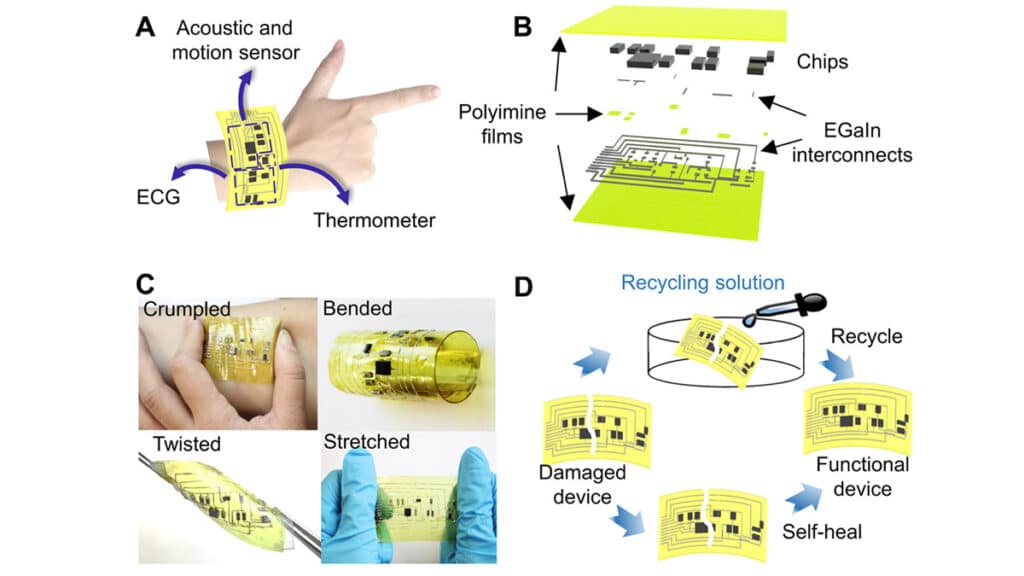 A
Acoustic and
motion sensor
ECG
Thermometer
B
Chips
Polyimine
films
EGaIn
interconnects
C
Crumpled
Bended
Twisted
Stretched
D
Recycling solution
Recycle
Damaged
device
Functional
device
Self-heal